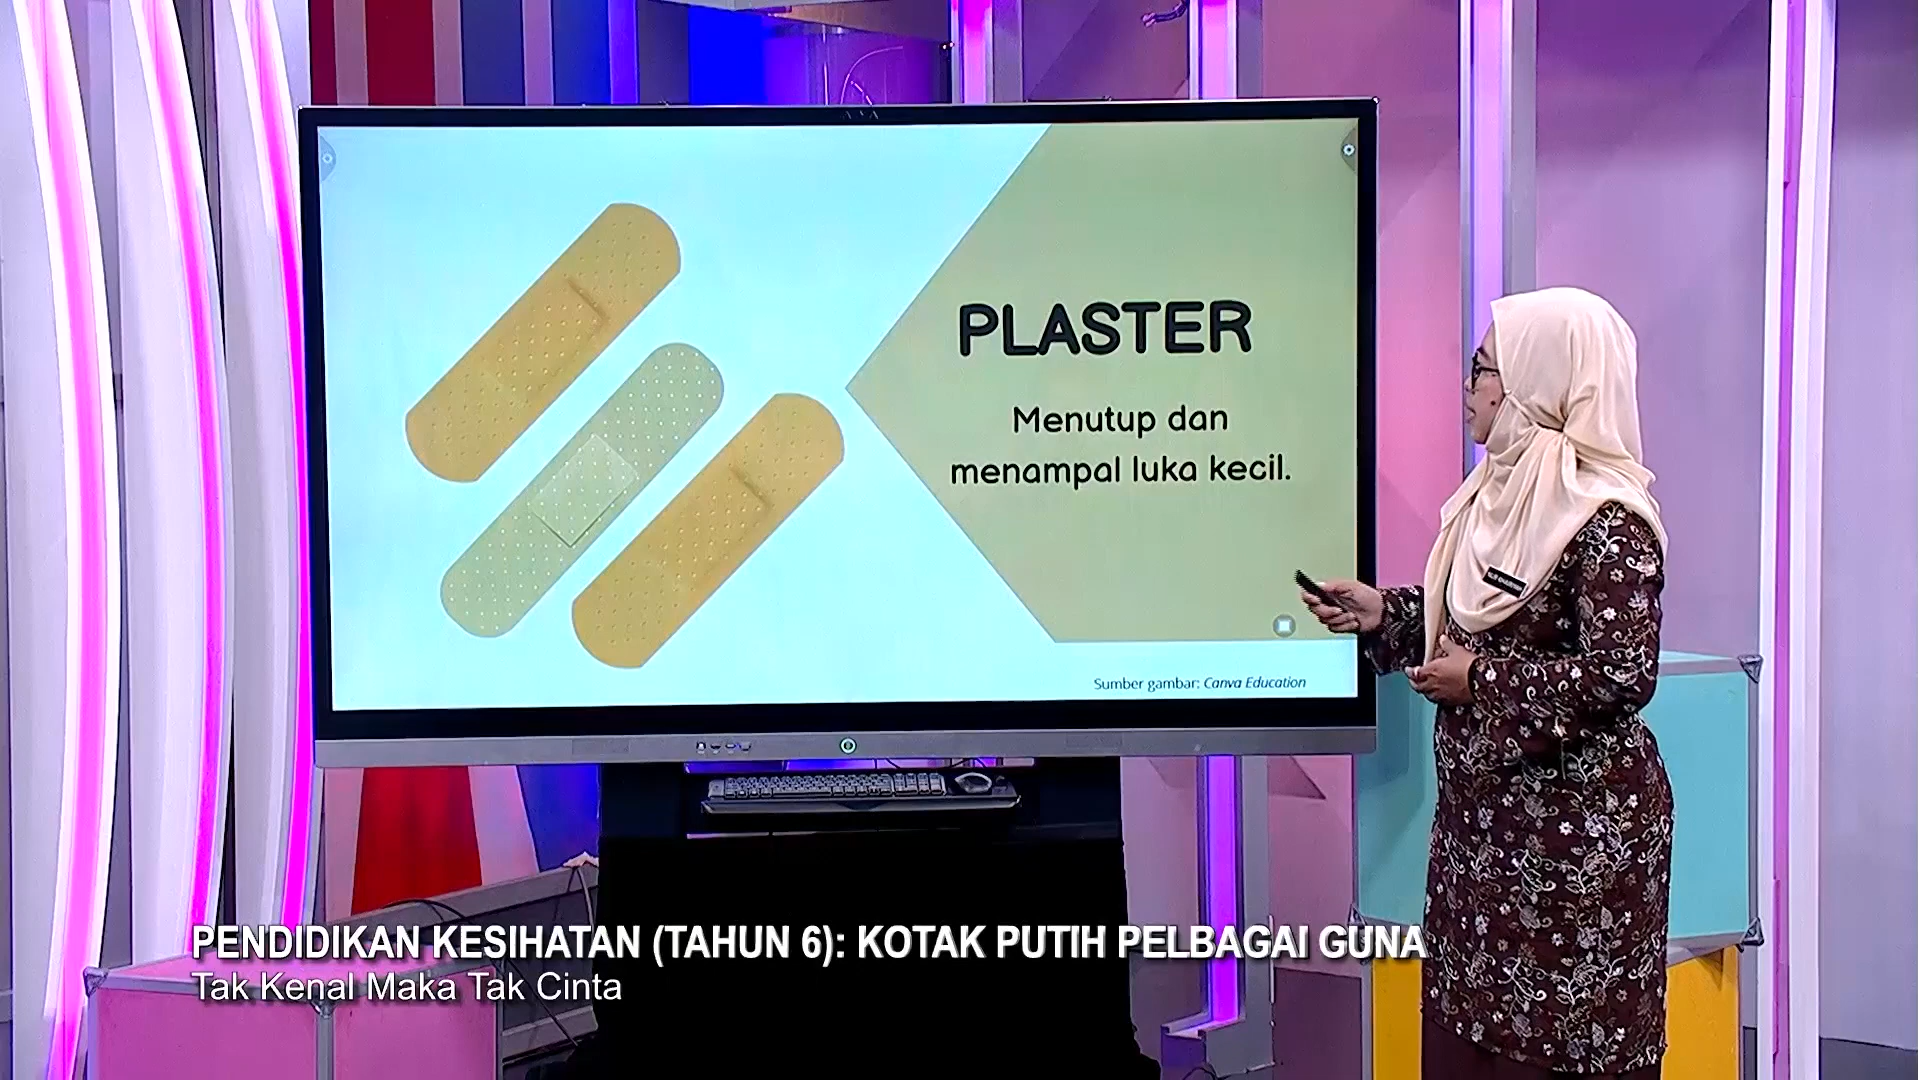 PLASTER
Menutup dan
menampal luka kecil.
Sumber gambar: Canva Education
PENDIDIKAN KESIHATAN (TAHUN 6): KOTAK PUTIH PELBAGAI GUNA
Tak Kenal Maka Tak Cinta